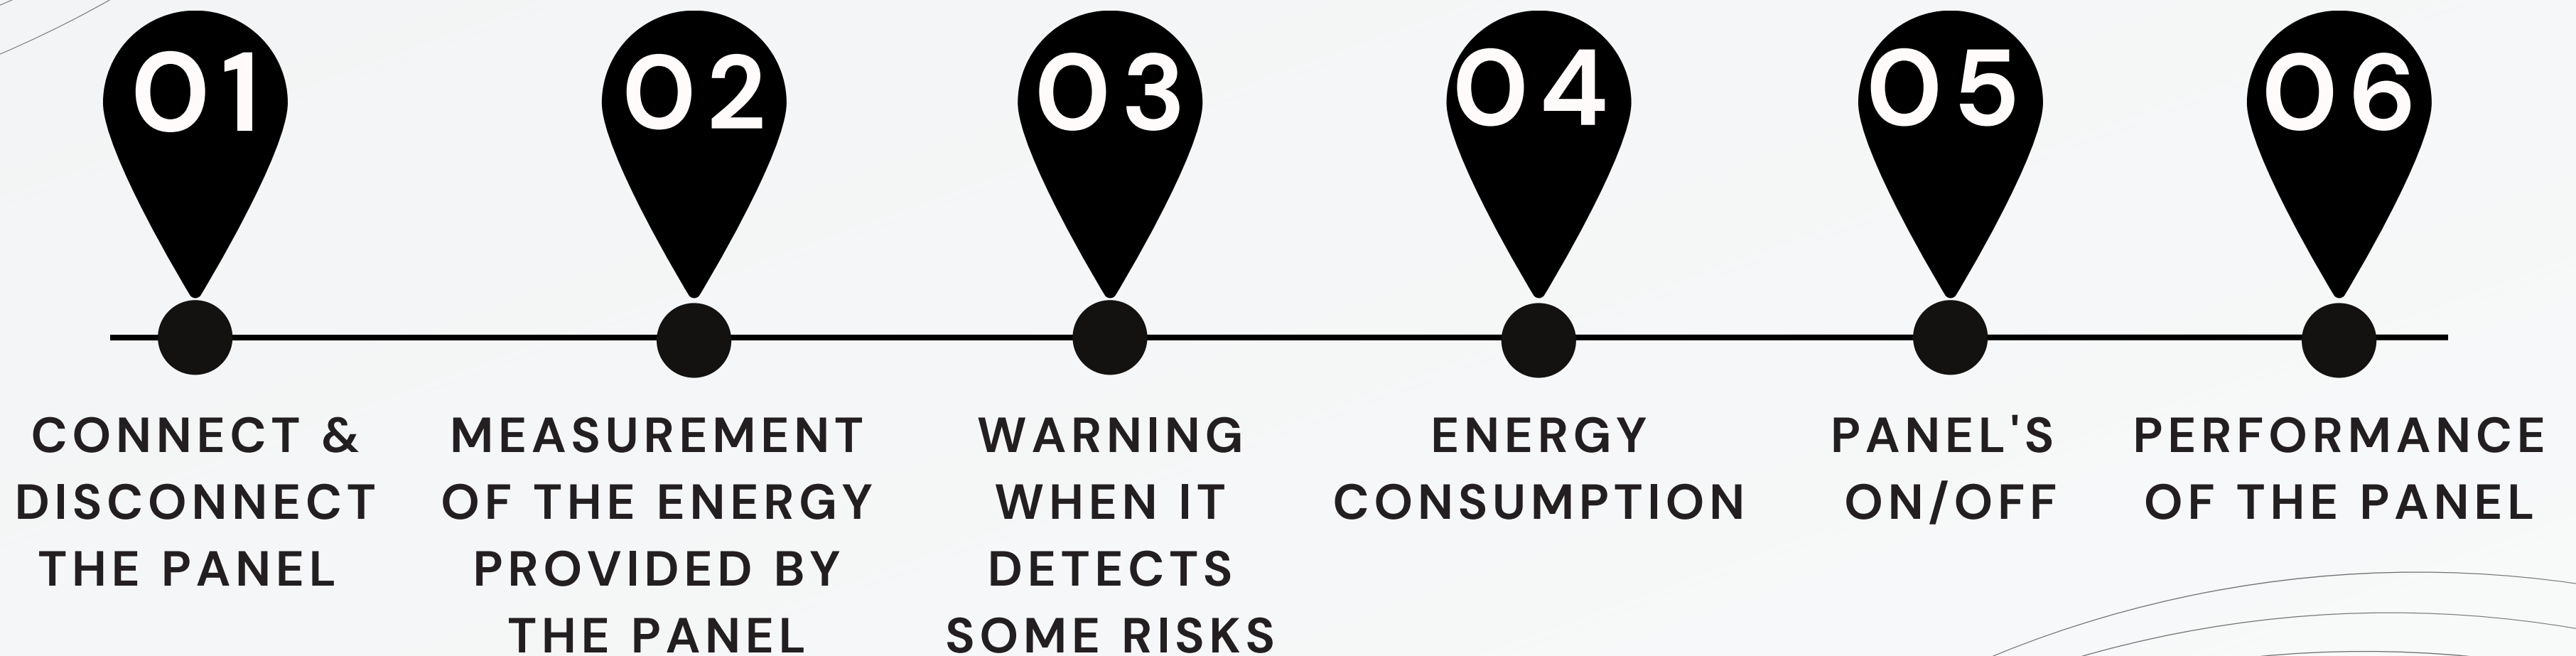 01
02
03
04
05
06
CONNECT &
DISCONNECT
THE PANEL
MEASUREMENT
OF THE ENERGY
PROVIDED BY
THE PANEL
WARNING
WHEN IT
DETECTS
SOME RISKS
ENERGY
CONSUMPTION
PANEL'S
ON/OFF
PERFORMANCE
OF THE PANEL